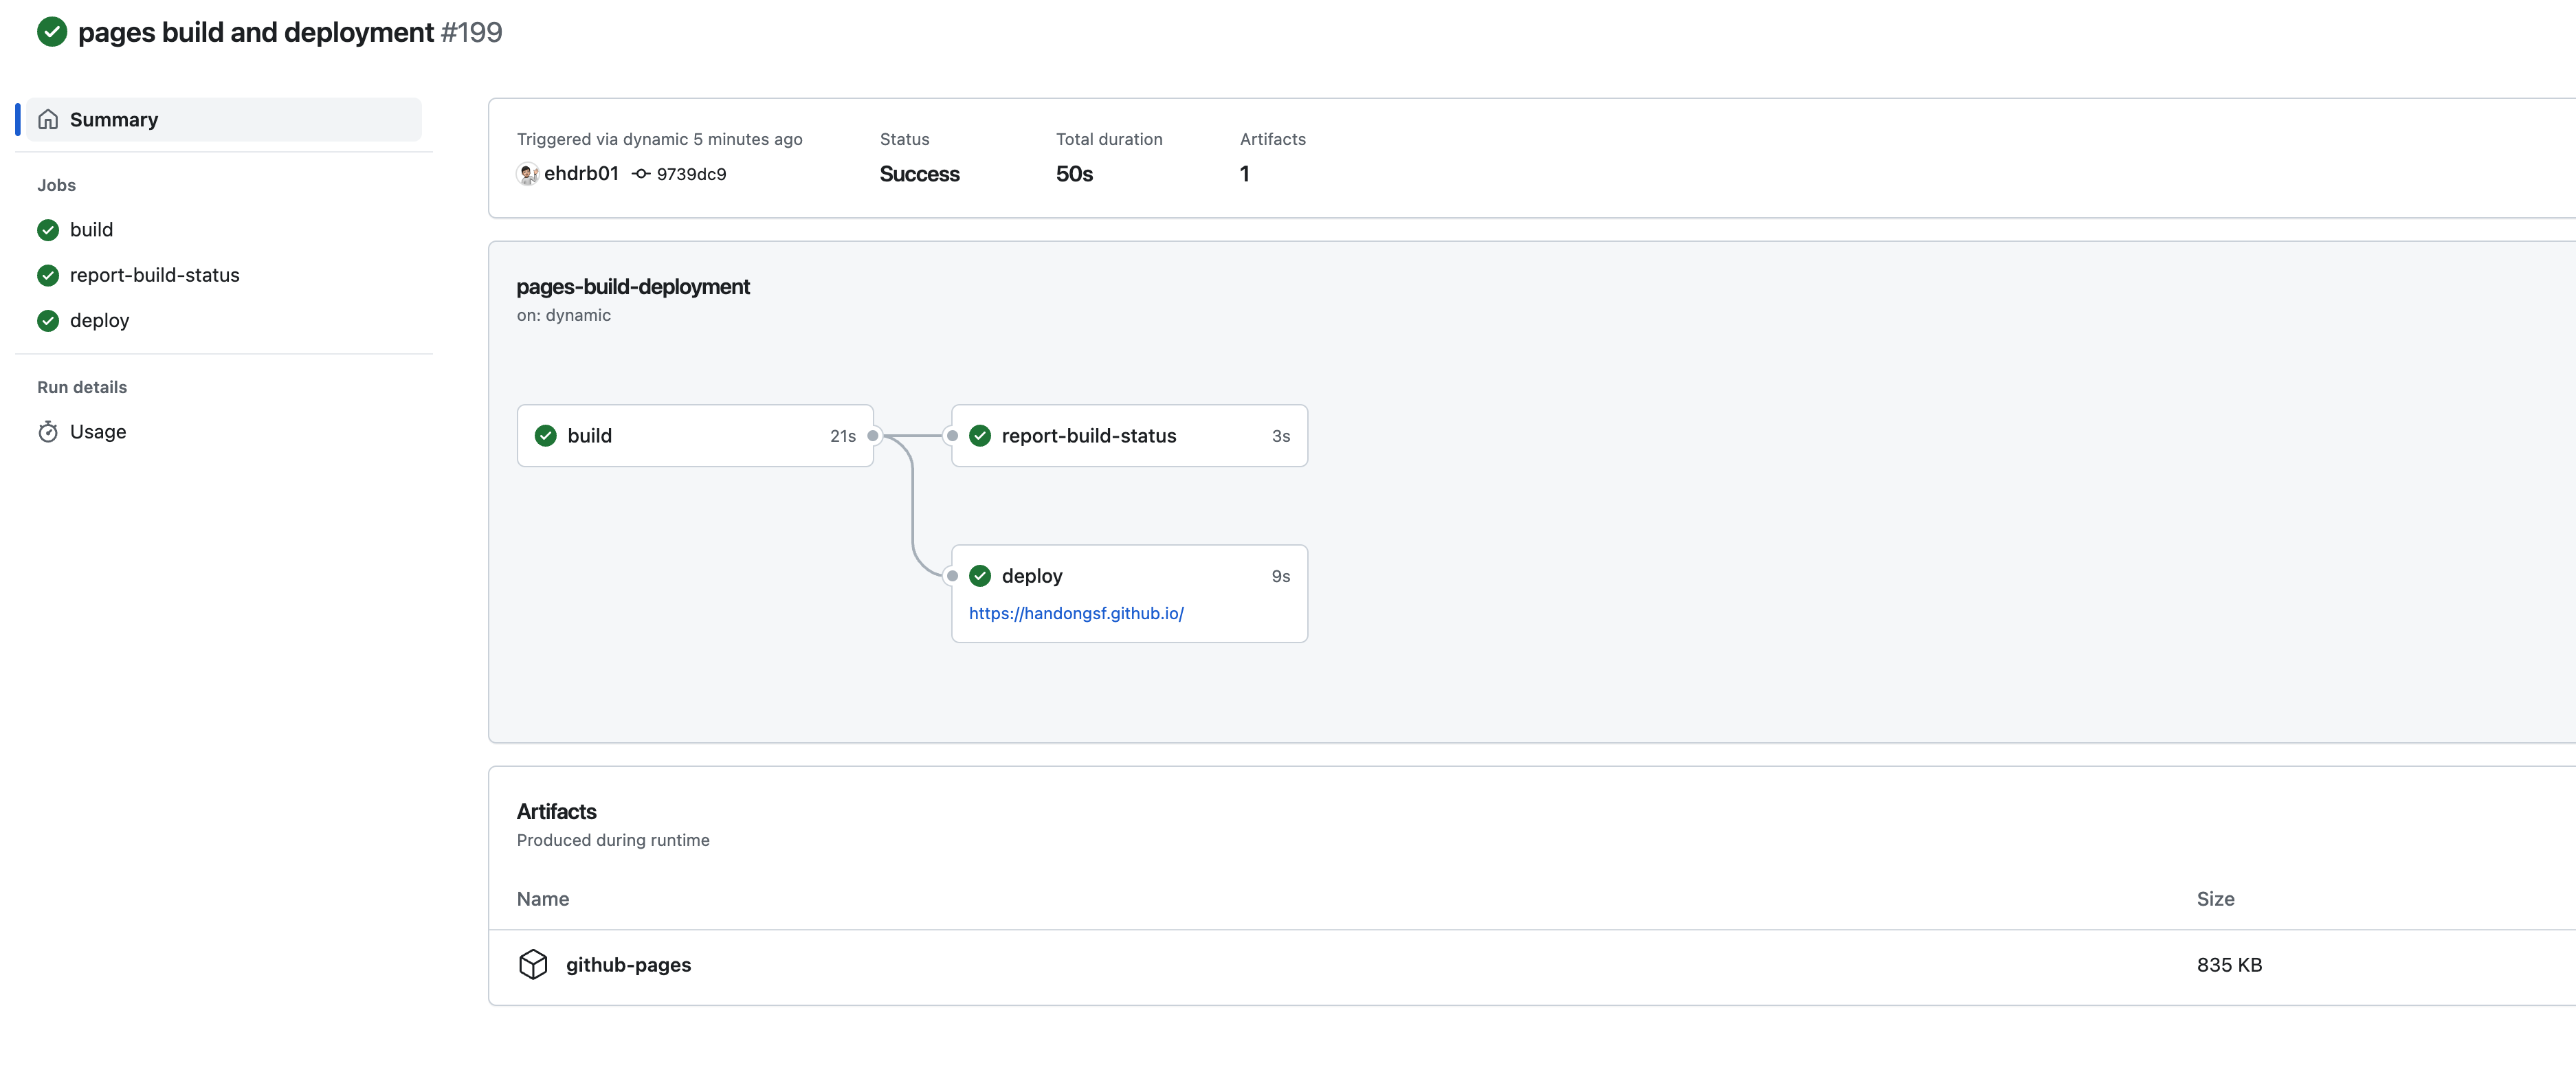 pages build and deployment #199
Summary
Jobs
build
report-build-status
deploy
Run details
Usage
Triggered via dynamic 5 minutes ago
ehdrb01 9739dc9
Status
Success
Total duration
50s
Artifacts
1
pages-build-deployment
on: dynamic
build 21s
report-build-status 3s
deploy 9s
https://handongsf.github.io/
Artifacts
Produced during runtime
Name Size
github-pages 835 KB